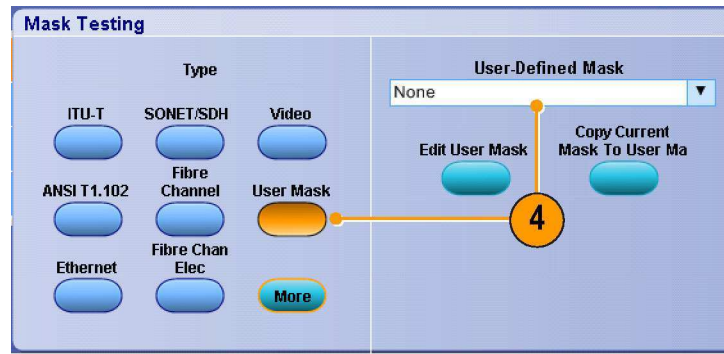 Mask Testing
Type
ITU-T
SONET/SDH
Video
ANSI T1.102
Fibre
Channel
User Mask
Ethernet
Fibre Chan
Elec
More
User-Defined Mask
None
Edit User Mask
Copy Current
Mask To User Ma
4